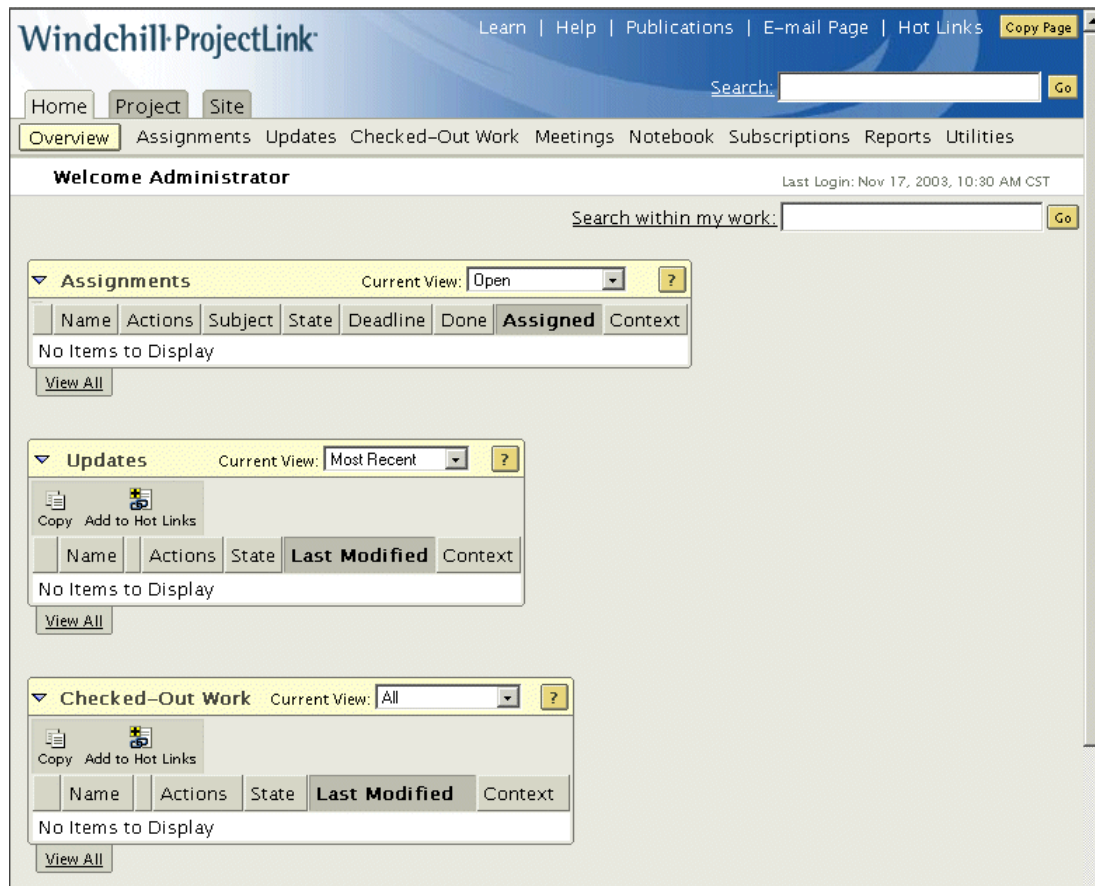 Windchill ProjectLink
Learn | Help | Publications | E-mail Page | Hot Links Copy Page
Search: Go
Home Project Site
Overview Assignments Updates Checked-Out Work Meetings Notebook Subscriptions Reports Utilities
Welcome Administrator Last Login: Nov 17, 2003, 10:30 AM CST
Search within my work: Go
Assignments Current View: Open ?
Name Actions Subject State Deadline Done Assigned Context
No Items to Display
View All
Updates Current View: Most Recent ?
Copy Add to Hot Links
Name Actions State Last Modified Context
No Items to Display
View All
Checked-Out Work Current View: All ?
Copy Add to Hot Links
Name Actions State Last Modified Context
No Items to Display
View All